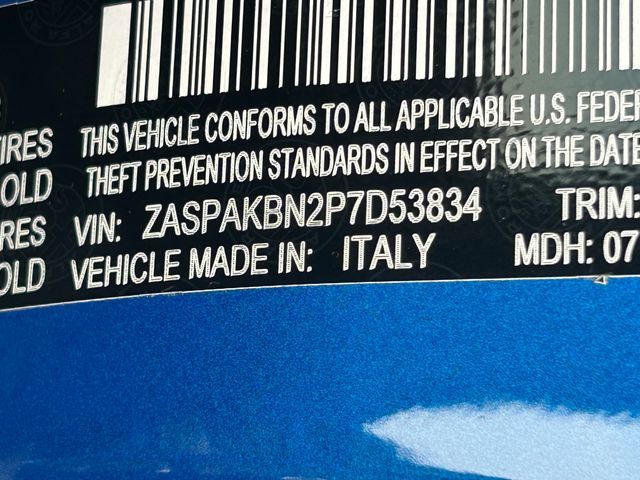 THIS VEHICLE CONFORMS TO ALL APPLICABLE U.S. FEDER
IRES THEFT PREVENTION STANDARDS IN EFFECT ON THE DATE
OLD VIN: ZASPAKBN2P7D53834 TRIM:
IRES VEHICLE MADE IN: ITALY MDH: 07
OLD